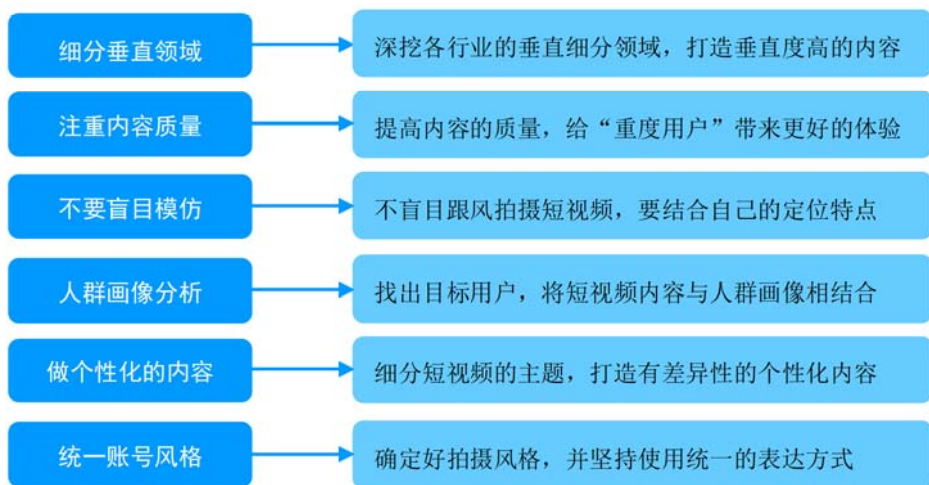 细分垂直领域
深挖各行业的垂直细分领域，打造垂直度高的内容
注重内容质量
提高内容的质量，给“重度用户”带来更好的体验
不要盲目模仿
不盲目跟风拍摄短视频，要结合自己的定位特点
人群画像分析
找出目标用户，将短视频内容与人群画像相结合
做个性化的内容
细分短视频的主题，打造有差异性的个性化内容
统一账号风格
确定好拍摄风格，并坚持使用统一的表达方式